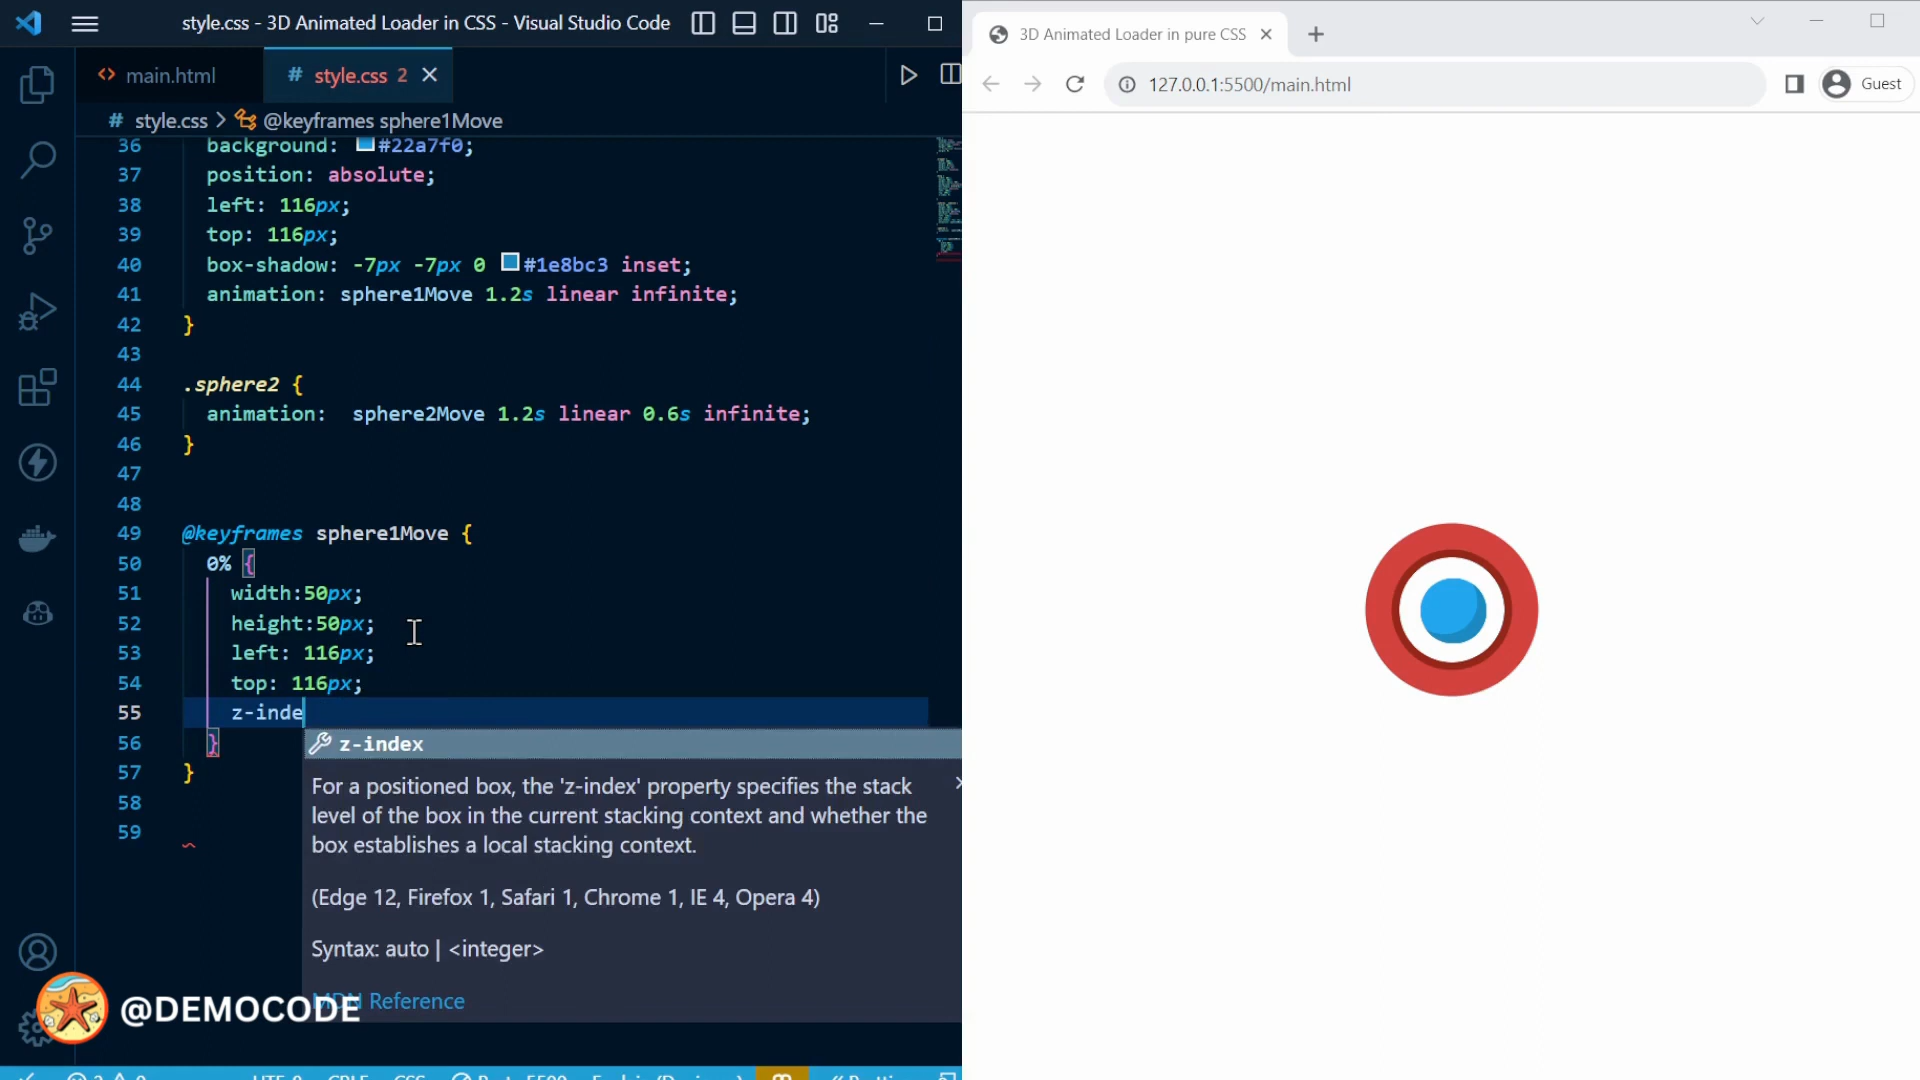 style.css - 3D Animated Loader in CSS - Visual Studio Code
main.html
# style.css 2
# style.css > @keyframes sphere1Move
36 background: #22a7f0;
37 position: absolute;
38 left: 116px;
39 top: 116px;
40 box-shadow: -7px -7px 0 #1e8bc3 inset;
41 animation: sphere1Move 1.2s linear infinite;
42 }
43
44 .sphere2 {
45 animation:  sphere2Move 1.2s linear 0.6s infinite;
46 }
47
48
49 @keyframes sphere1Move {
50 0% {
51 width:50px;
52 height:50px;
53 left: 116px;
54 top: 116px;
55 z-inde
56 }
57 }
58
59
z-index
For a positioned box, the 'z-index' property specifies the stack
level of the box in the current stacking context and whether the
box establishes a local stacking context.
(Edge 12, Firefox 1, Safari 1, Chrome 1, IE 4, Opera 4)
Syntax: auto | <integer>
MDN Reference
@DEMOCODE
3D Animated Loader in pure CSS
127.0.0.1:5500/main.html
Guest